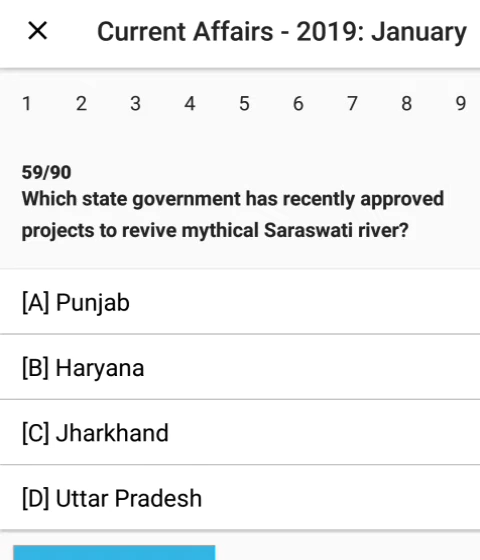 × Current Affairs - 2019: January
1 2 3 4 5 6 7 8 9
59/90
Which state government has recently approved
projects to revive mythical Saraswati river?
[A] Punjab
[B] Haryana
[C] Jharkhand
[D] Uttar Pradesh